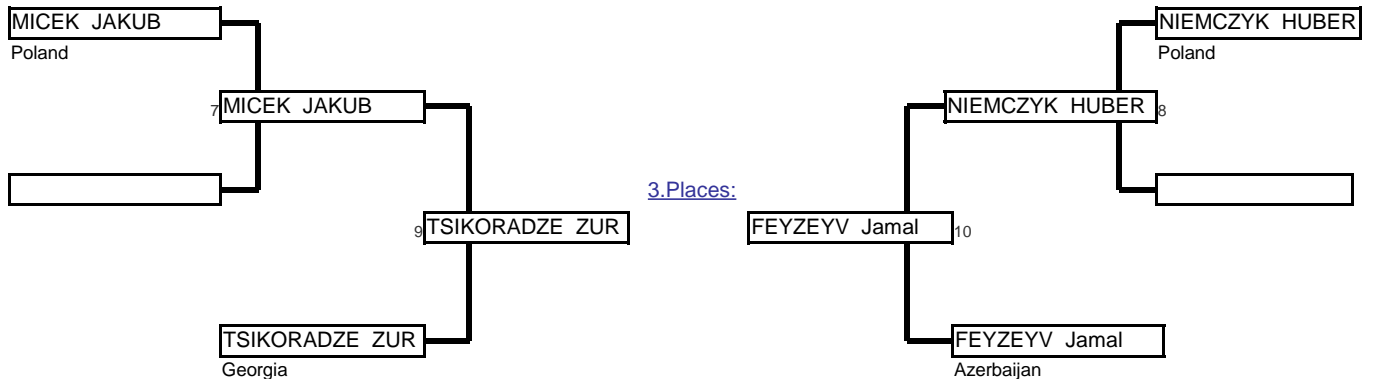 MICEK JAKUB
Poland
NIEMCZYK HUBER
Poland
7 MICEK JAKUB
NIEMCZYK HUBER 8
3.Places:
9 TSIKORADZE ZUR
FEYZEYV Jamal 10
TSIKORADZE ZUR
Georgia
FEYZEYV Jamal
Azerbaijan